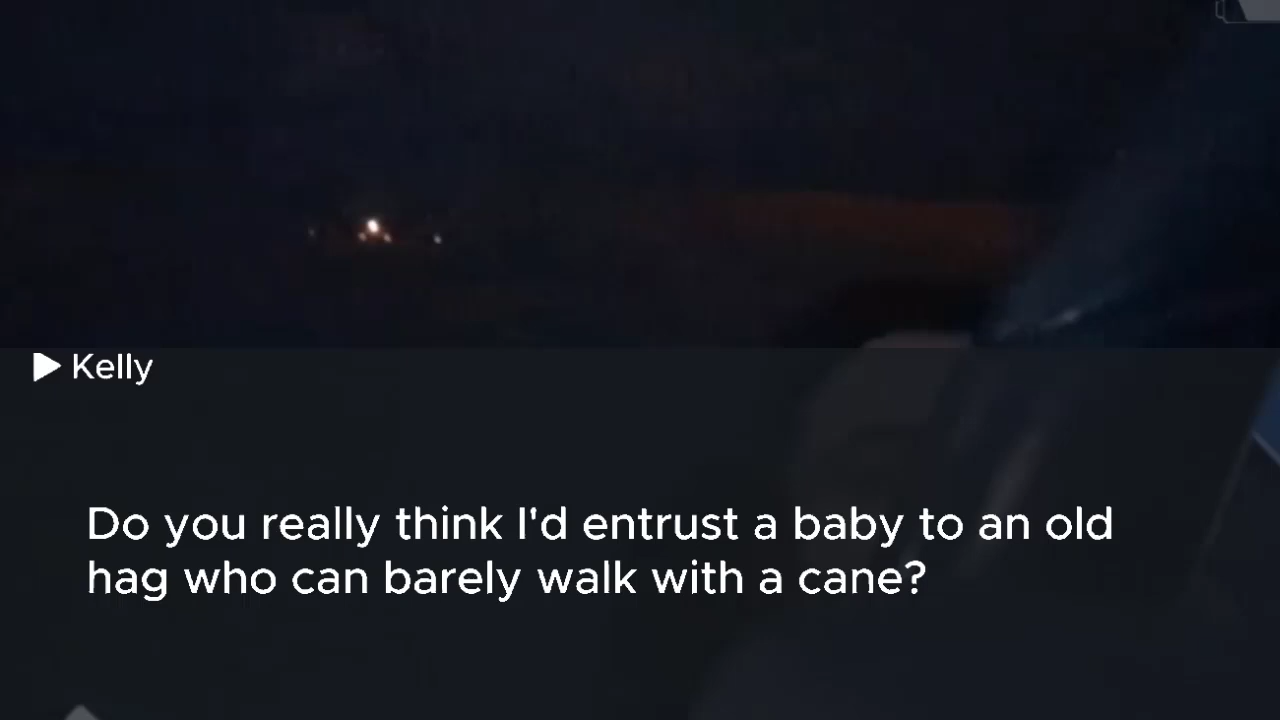 Kelly
Do you really think I'd entrust a baby to an old
hag who can barely walk with a cane?